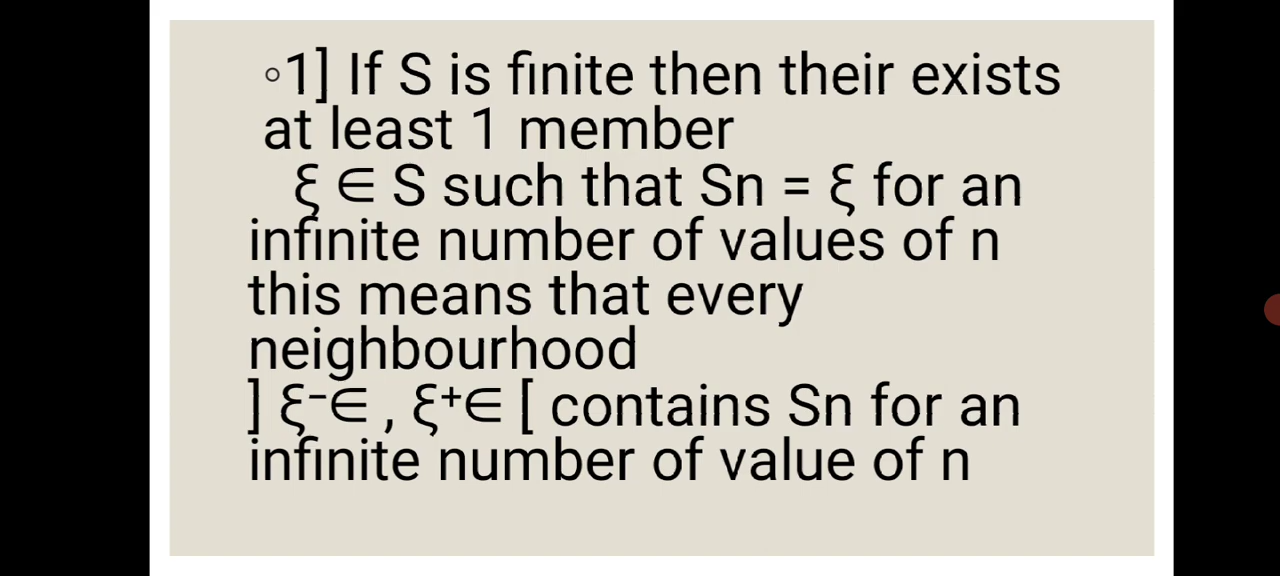 ◦1] If S is finite then their exists
at least 1 member
ξ ∈ S such that Sn = ξ for an
infinite number of values of n
this means that every
neighbourhood
] ξ⁻∈ , ξ⁺∈ [ contains Sn for an
infinite number of value of n